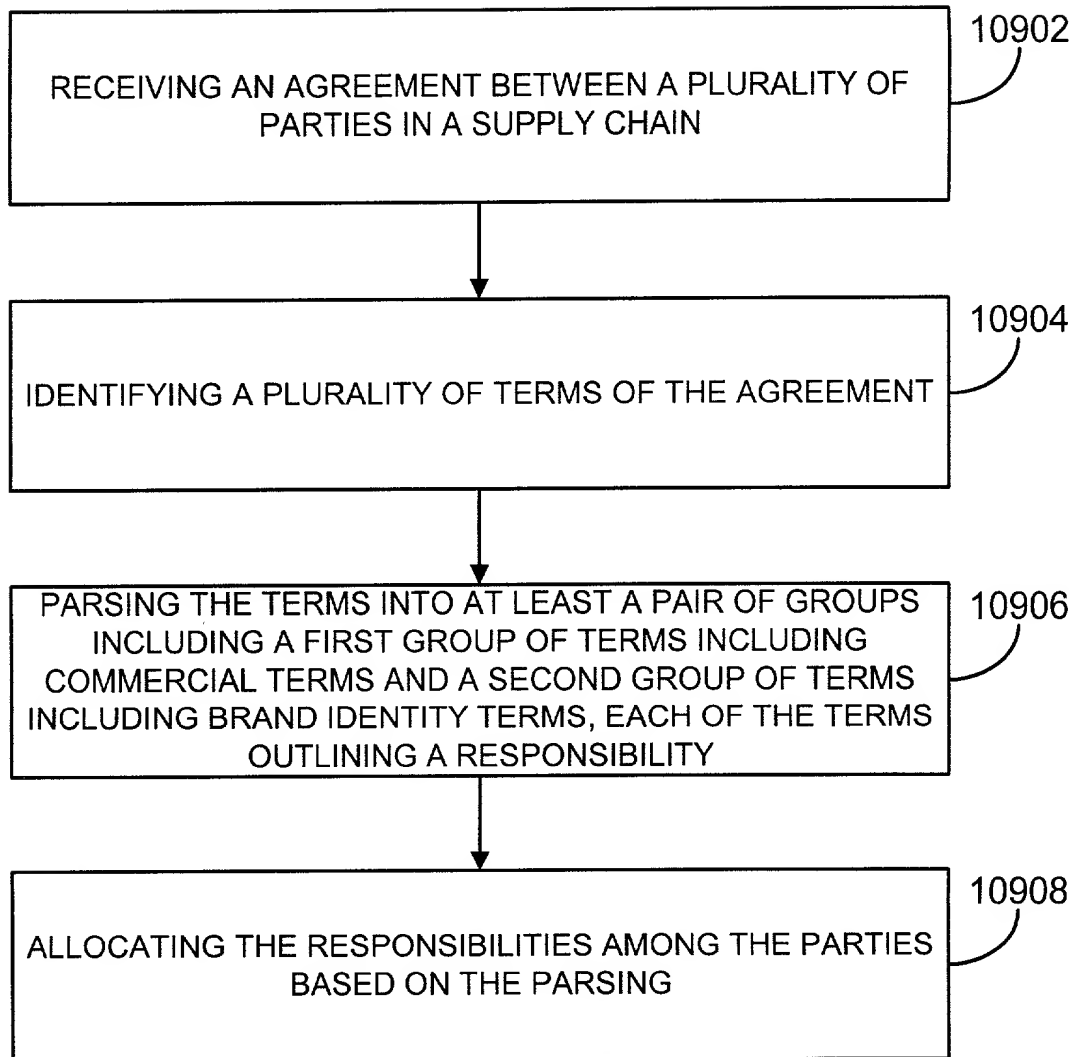 10902
RECEIVING AN AGREEMENT BETWEEN A PLURALITY OF
PARTIES IN A SUPPLY CHAIN
10904
IDENTIFYING A PLURALITY OF TERMS OF THE AGREEMENT
10906
PARSING THE TERMS INTO AT LEAST A PAIR OF GROUPS
INCLUDING A FIRST GROUP OF TERMS INCLUDING
COMMERCIAL TERMS AND A SECOND GROUP OF TERMS
INCLUDING BRAND IDENTITY TERMS, EACH OF THE TERMS
OUTLINING A RESPONSIBILITY
10908
ALLOCATING THE RESPONSIBILITIES AMONG THE PARTIES
BASED ON THE PARSING